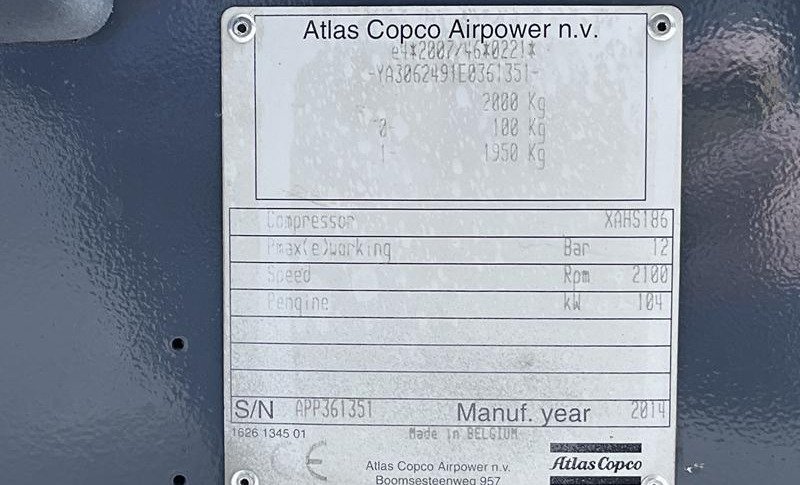 Atlas Copco Airpower n.v.
e4*2007/46*0221*
-YA3062491E0361351-
2000 Kg
0- 100 Kg
1- 1950 Kg
Compressor XAHS186
Pmax(e)working Bar 12
Speed Rpm 2100
Pengine kW 104
S/N APP361351 Manuf. year 2014
1626 1345 01 Made in BELGIUM
CE Atlas Copco Airpower n.v. Atlas Copco
Boomsesteenweg 957